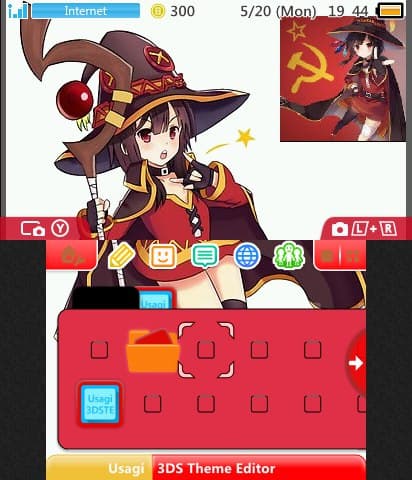 Internet 300 5/20 (Mon) 19 44
Y L+R
Usagi
Usagi
3DSTE
Usagi 3DS Theme Editor